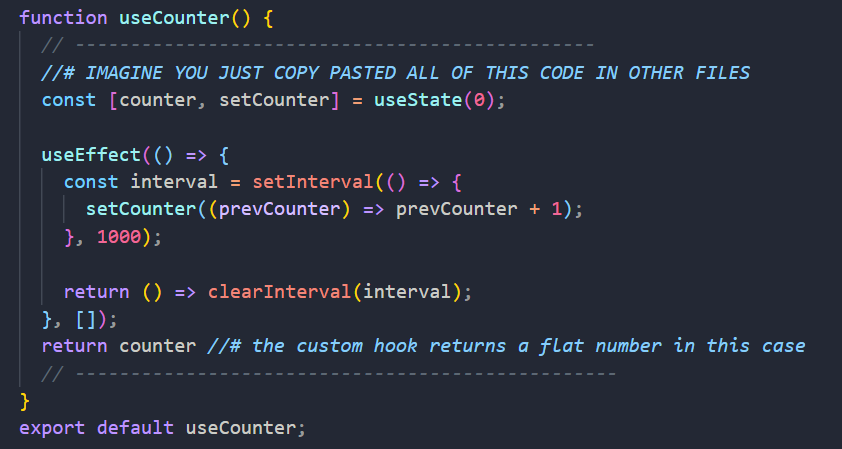 function useCounter() {
// -----------------------------------------------
//# IMAGINE YOU JUST COPY PASTED ALL OF THIS CODE IN OTHER FILES
const [counter, setCounter] = useState(0);
useEffect(() => {
const interval = setInterval(() => {
setCounter((prevCounter) => prevCounter + 1);
}, 1000);
return () => clearInterval(interval);
}, []);
return counter //# the custom hook returns a flat number in this case
// -------------------------------------------------
}
export default useCounter;